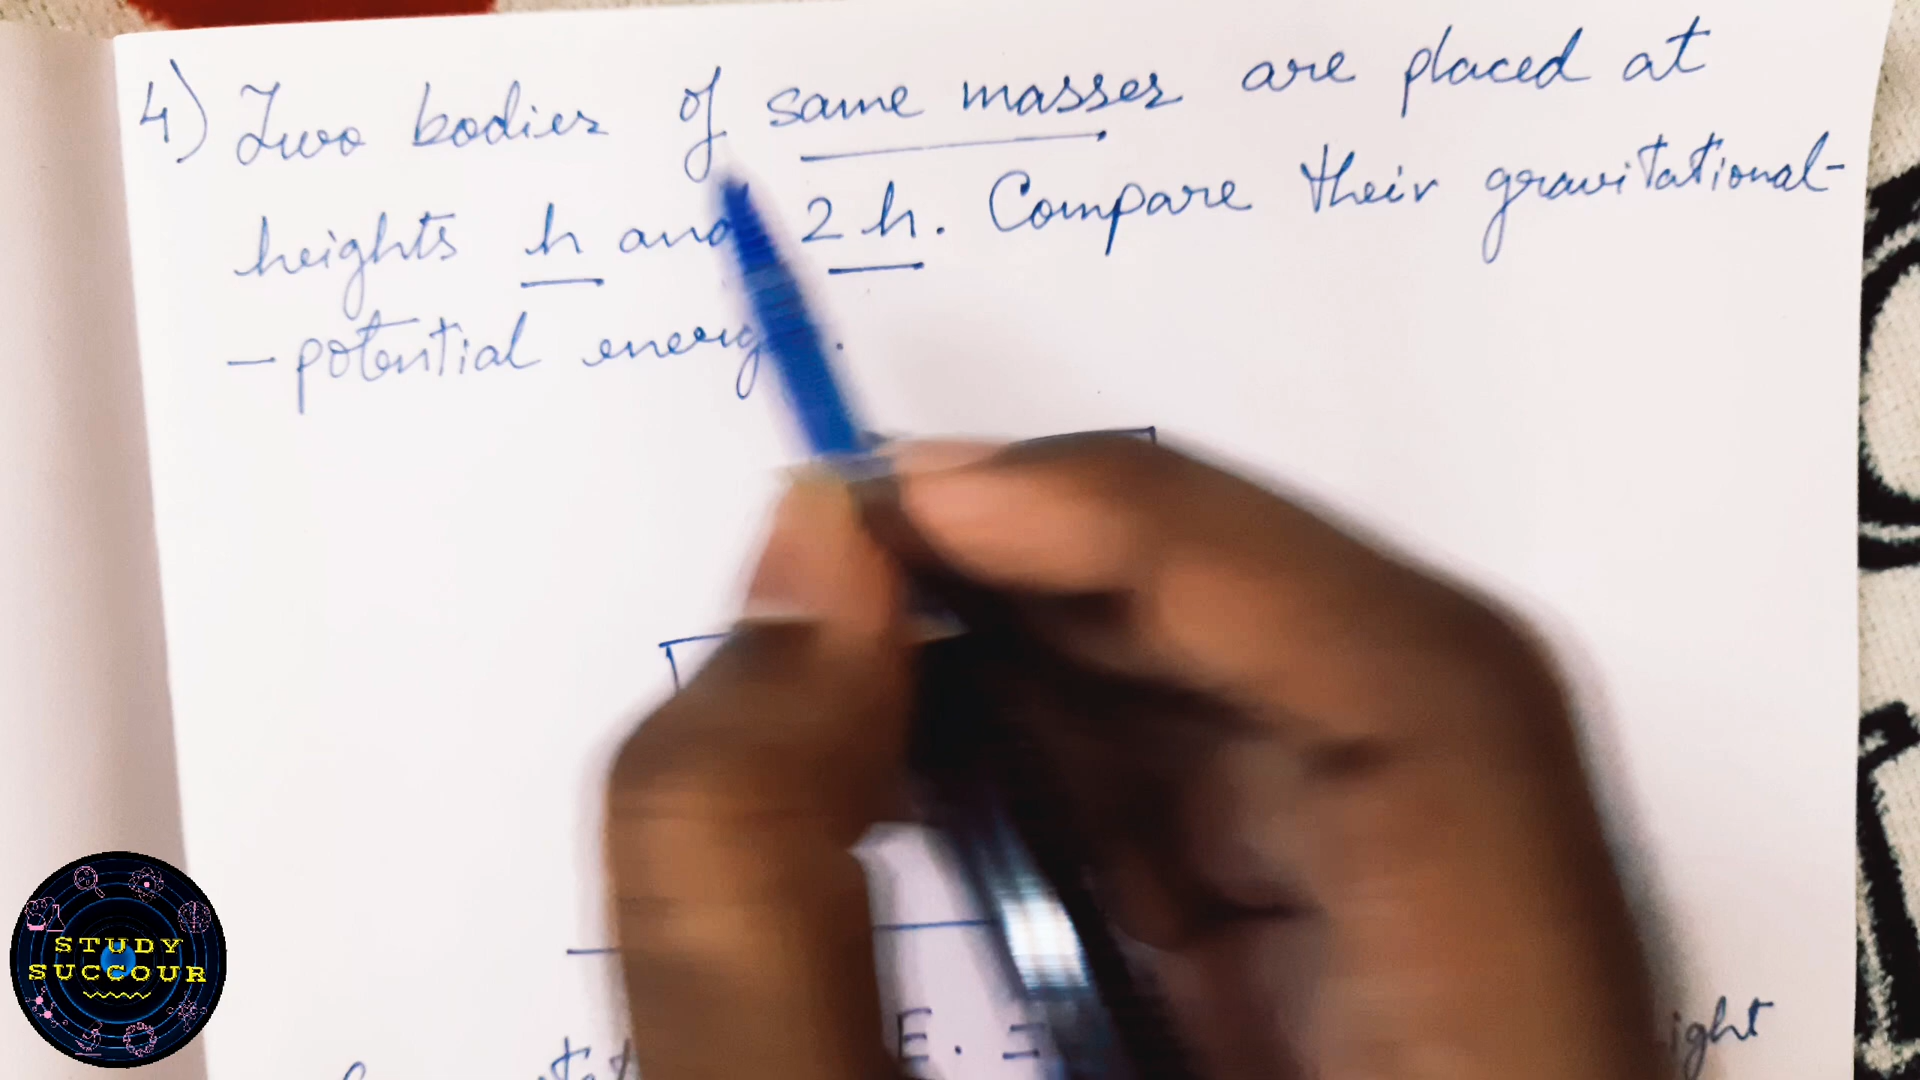 4) Two bodies of same masses are placed at
heights h and 2h. Compare their gravitational-
-potential energy.
E. =
ight
STUDY
SUCCOUR